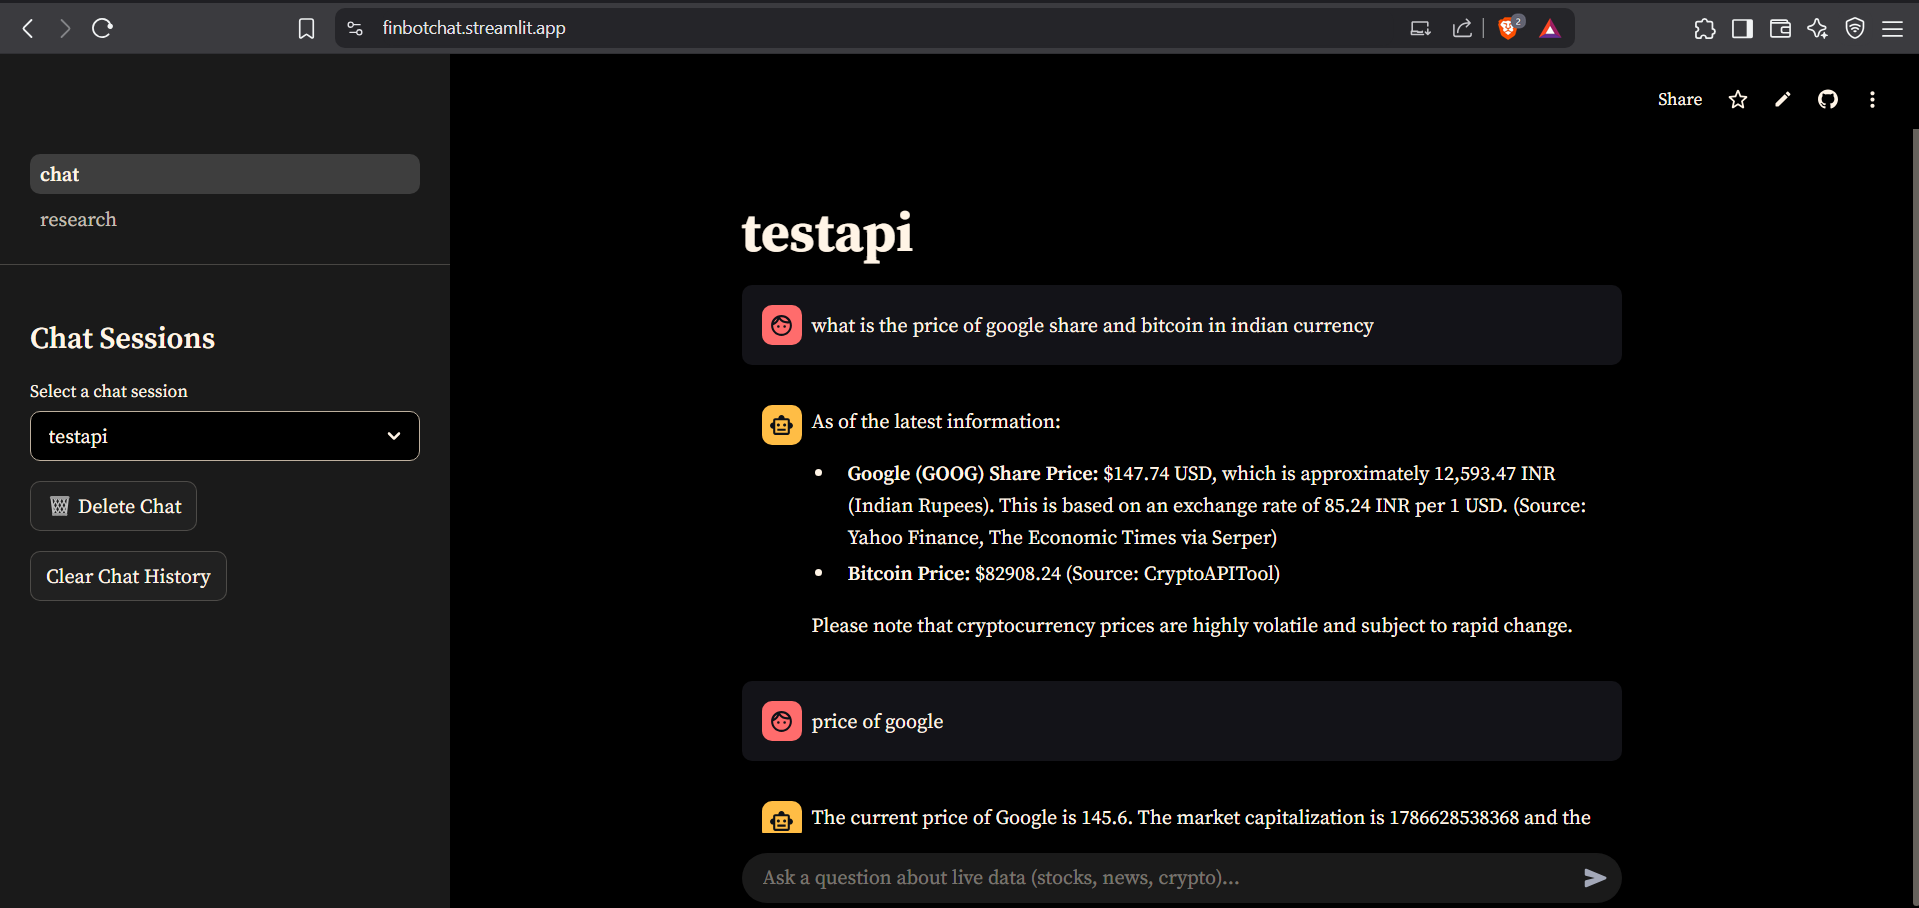 finbotchat.streamlit.app
2
Share
chat
research
Chat Sessions
Select a chat session
testapi
Delete Chat
Clear Chat History
testapi
what is the price of google share and bitcoin in indian currency
As of the latest information:
Google (GOOG) Share Price: $147.74 USD, which is approximately 12,593.47 INR
(Indian Rupees). This is based on an exchange rate of 85.24 INR per 1 USD. (Source:
Yahoo Finance, The Economic Times via Serper)
Bitcoin Price: $82908.24 (Source: CryptoAPITool)
Please note that cryptocurrency prices are highly volatile and subject to rapid change.
price of google
The current price of Google is 145.6. The market capitalization is 1786628538368 and the
Ask a question about live data (stocks, news, crypto)...